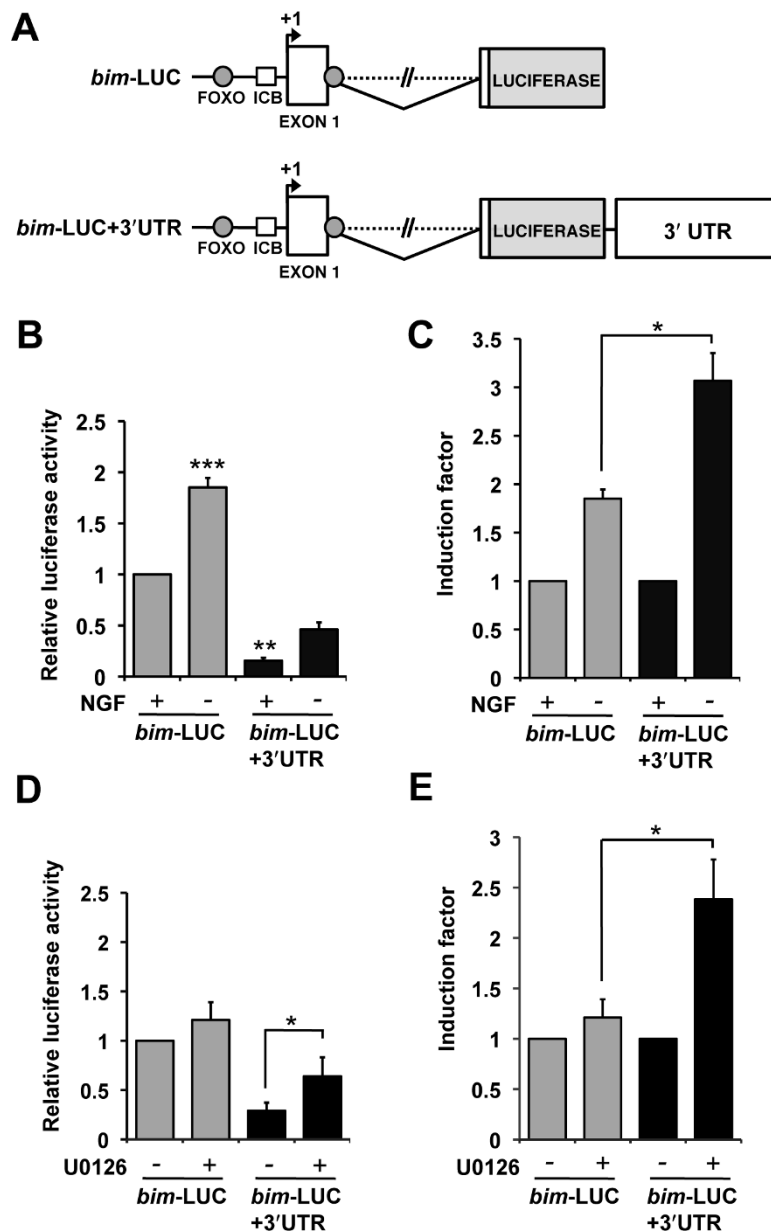 A
+1
bim-LUC
FOXO ICB
EXON 1
LUCIFERASE
+1
bim-LUC+3′UTR
FOXO ICB
EXON 1
LUCIFERASE
3′ UTR
B
Relative luciferase activity
2.5
2
1.5
1
0.5
0
***
**
NGF + - + -
bim-LUC bim-LUC
+3′UTR
C
Induction factor
3.5
3
2.5
2
1.5
1
0.5
0
*
+ - + -
bim-LUC bim-LUC
+3′UTR
D
Relative luciferase activity
2.5
2
1.5
1
0.5
0
*
U0126 - + - +
bim-LUC bim-LUC
+3′UTR
E
Induction factor
3
2.5
2
1.5
1
0.5
0
*
U0126 - + - +
bim-LUC bim-LUC
+3′UTR